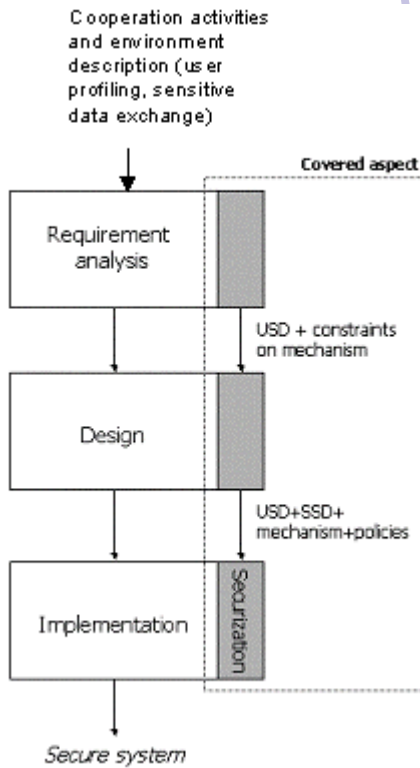 Cooperation activities
and environment
description (user
profiling, sensitive
data exchange)
Covered aspect
Requirement
analysis
USD + constraints
on mechanism
Design
USD+SSD+
mechanism+policies
Implementation
Securization
Secure system